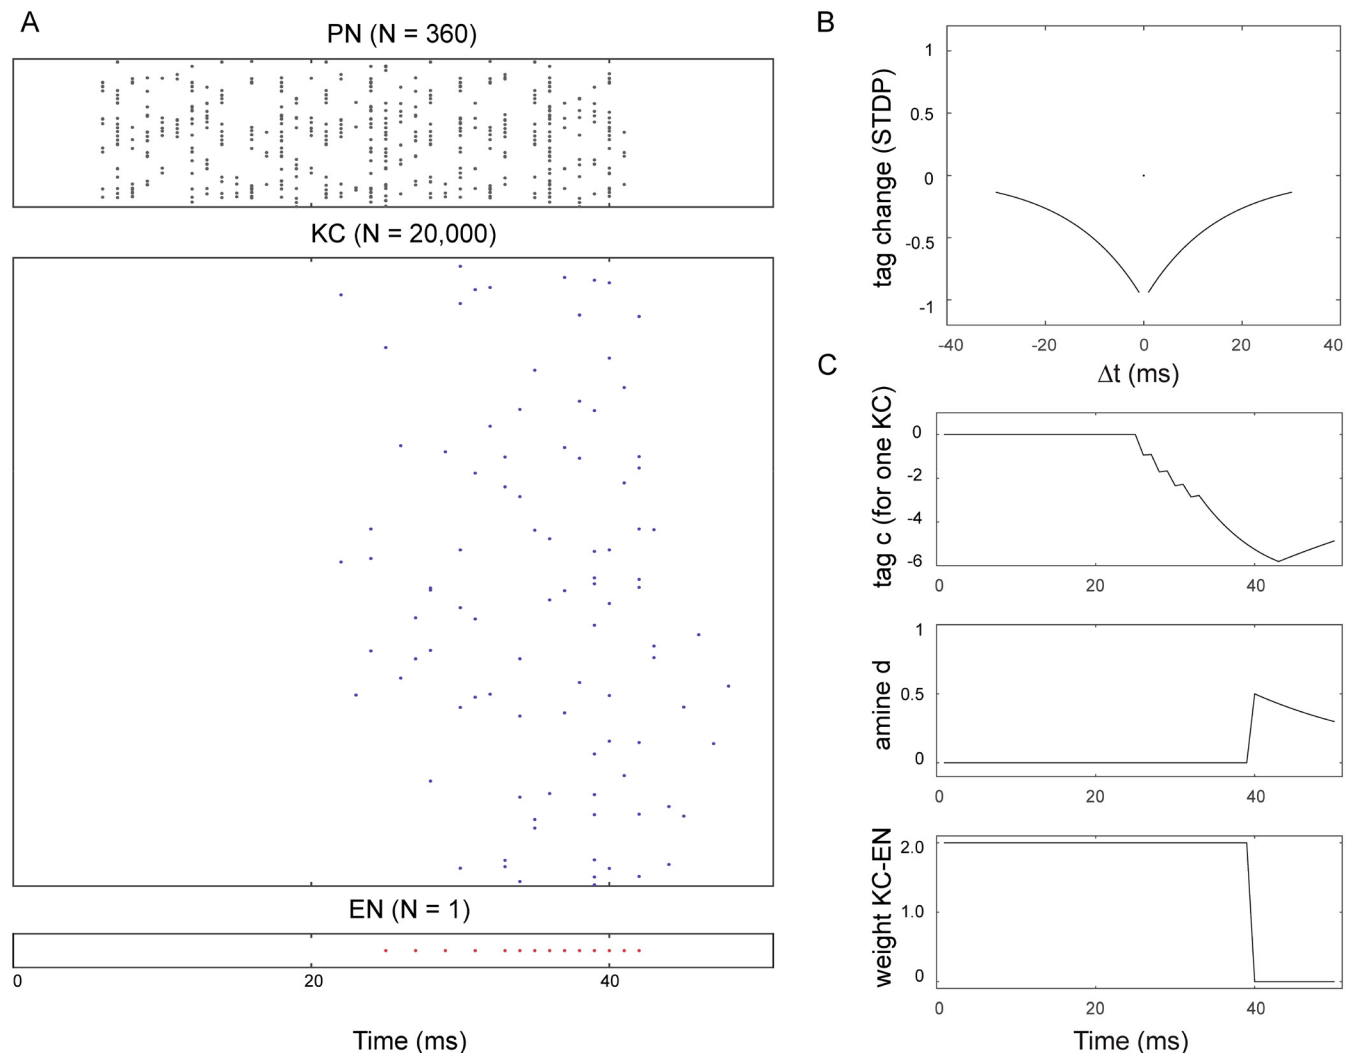 A
PN (N = 360)
KC (N = 20,000)
EN (N = 1)
0 20 40
Time (ms)
B
tag change (STDP)
1
0.5
0
-0.5
-1
-40 -20 0 20 40
Δt (ms)
C
tag c (for one KC)
0
-2
-4
-6
0 20 40
amine d
1
0.5
0
0 20 40
weight KC-EN
2.0
1.0
0
0 20 40
Time (ms)